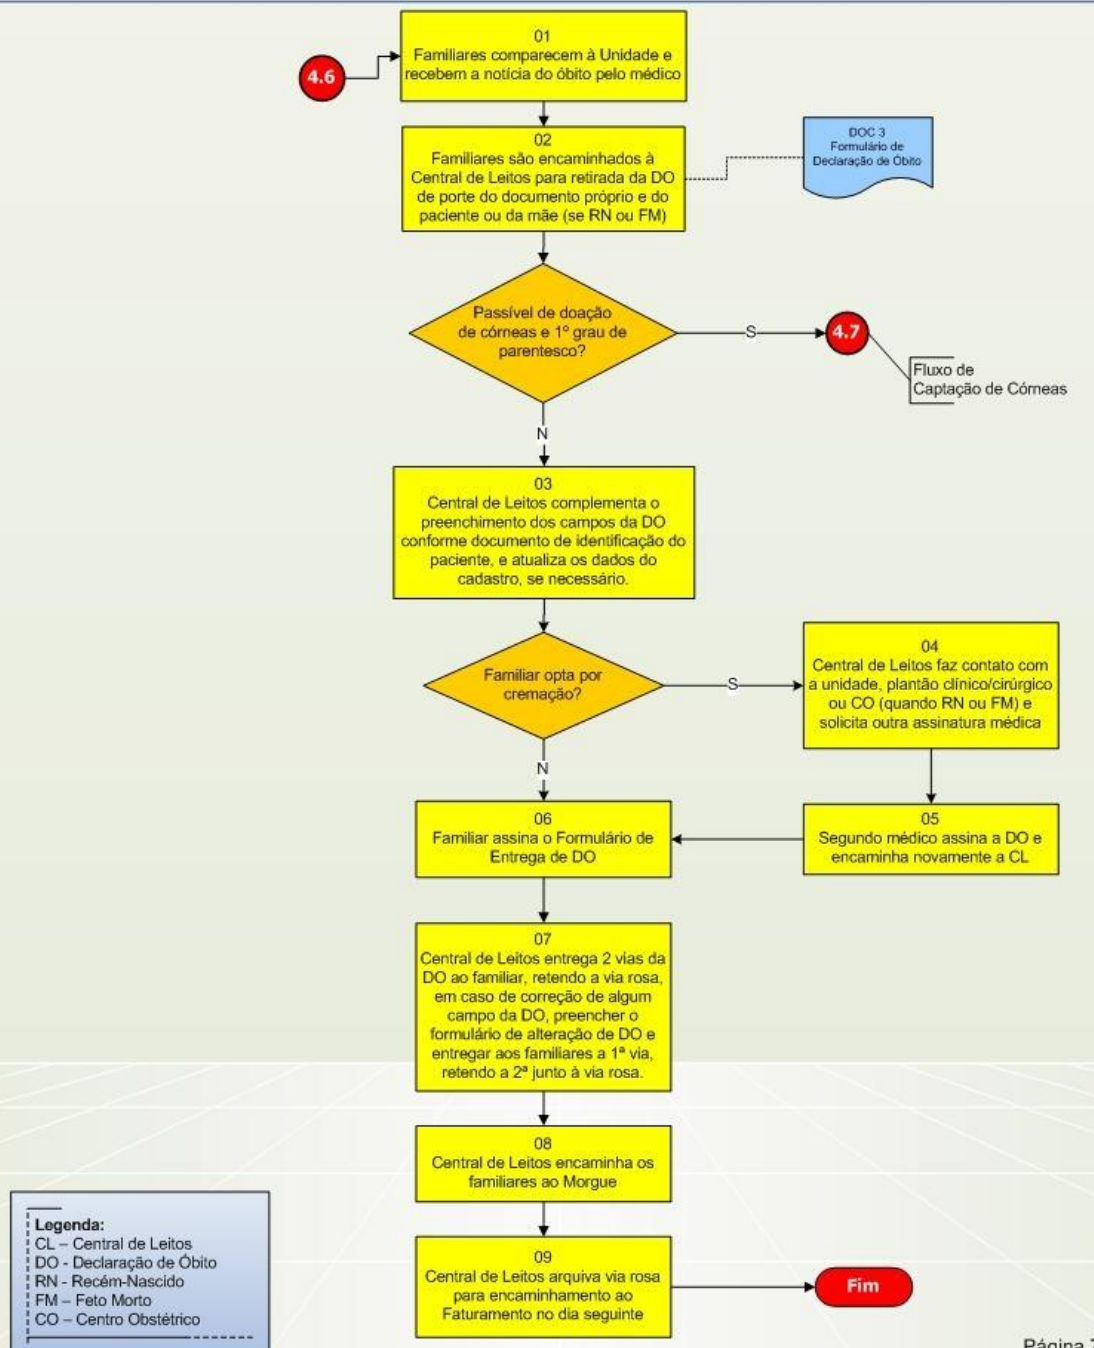 01
Familiares comparecem à Unidade e
recebem a notícia do óbito pelo médico
4.6
02
Familiares são encaminhados à
Central de Leitos para retirada da DO
de porte do documento próprio e do
paciente ou da mãe (se RN ou FM)
DOC 3
Formulário de
Declaração de Óbito
Passível de doação
de córneas e 1º grau de
parentesco?
S
4.7
Fluxo de
Captação de Córneas
N
03
Central de Leitos complementa o
preenchimento dos campos da DO
conforme documento de identificação do
paciente, e atualiza os dados do
cadastro, se necessário.
Familiar opta por
cremação?
S
04
Central de Leitos faz contato com
a unidade, plantão clínico/cirúrgico
ou CO (quando RN ou FM) e
solicita outra assinatura médica
N
05
Segundo médico assina a DO e
encaminha novamente a CL
06
Familiar assina o Formulário de
Entrega de DO
07
Central de Leitos entrega 2 vias da
DO ao familiar, retendo a via rosa,
em caso de correção de algum
campo da DO, preencher o
formulário de alteração de DO e
entregar aos familiares a 1ª via,
retendo a 2ª junto à via rosa.
08
Central de Leitos encaminha os
familiares ao Morgue
09
Central de Leitos arquiva via rosa
para encaminhamento ao
Faturamento no dia seguinte
Fim
Legenda:
CL – Central de Leitos
DO - Declaração de Óbito
RN - Recém-Nascido
FM – Feto Morto
CO – Centro Obstétrico
Página 7